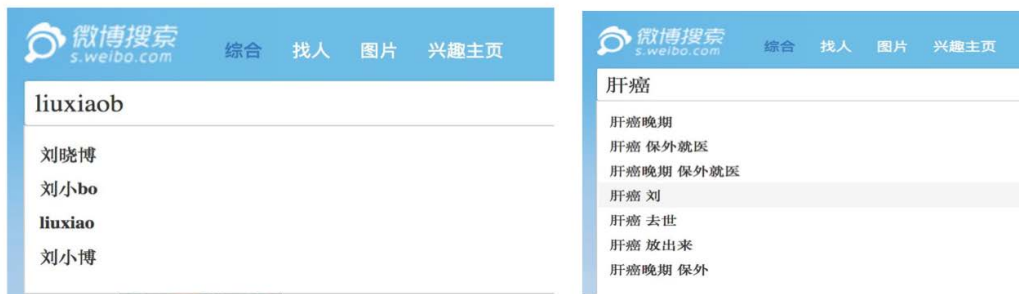 微博搜索
s.weibo.com
综合 找人 图片 兴趣主页
liuxiaob
刘晓博
刘小bo
liuxiao
刘小博
微博搜索
s.weibo.com
综合 找人 图片 兴趣主页
肝癌
肝癌晚期
肝癌 保外就医
肝癌晚期 保外就医
肝癌 刘
肝癌 去世
肝癌 放出来
肝癌晚期 保外